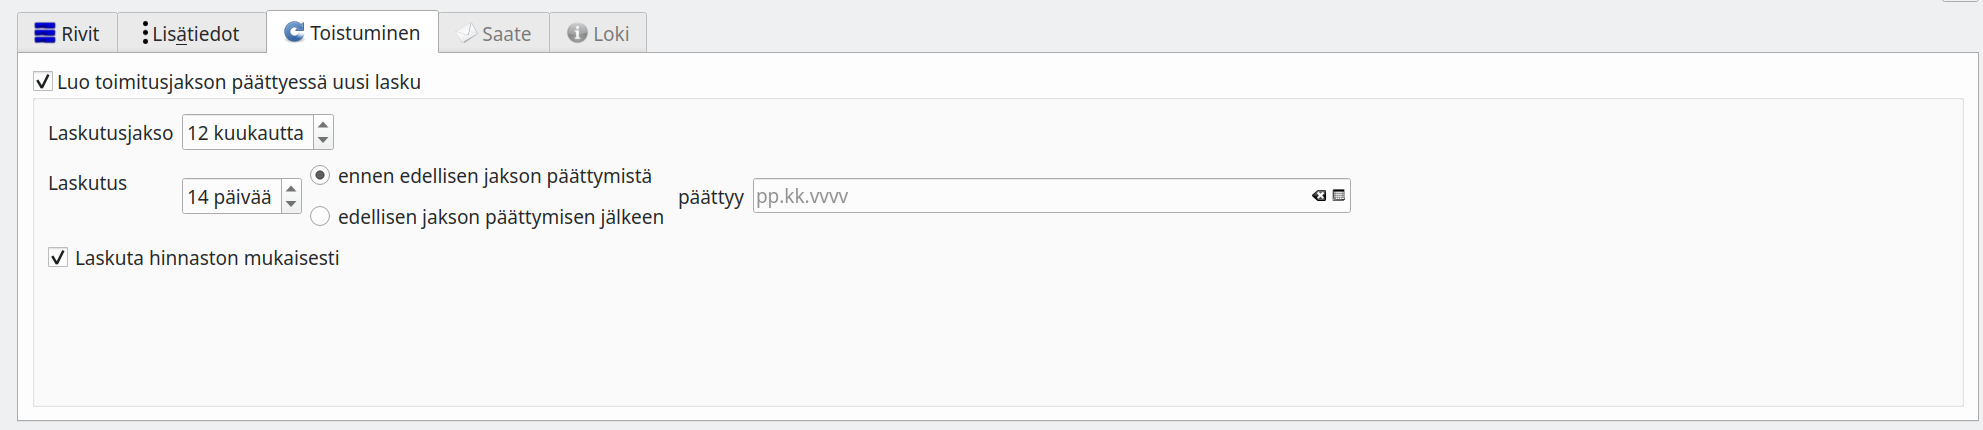 Rivit Lisätiedot Toistuminen Saate Loki
Luo toimitusjakson päättyessä uusi lasku
Laskutusjakso 12 kuukautta
Laskutus 14 päivää
ennen edellisen jakson päättymistä
edellisen jakson päättymisen jälkeen
päättyy pp.kk.vvvv
Laskuta hinnaston mukaisesti